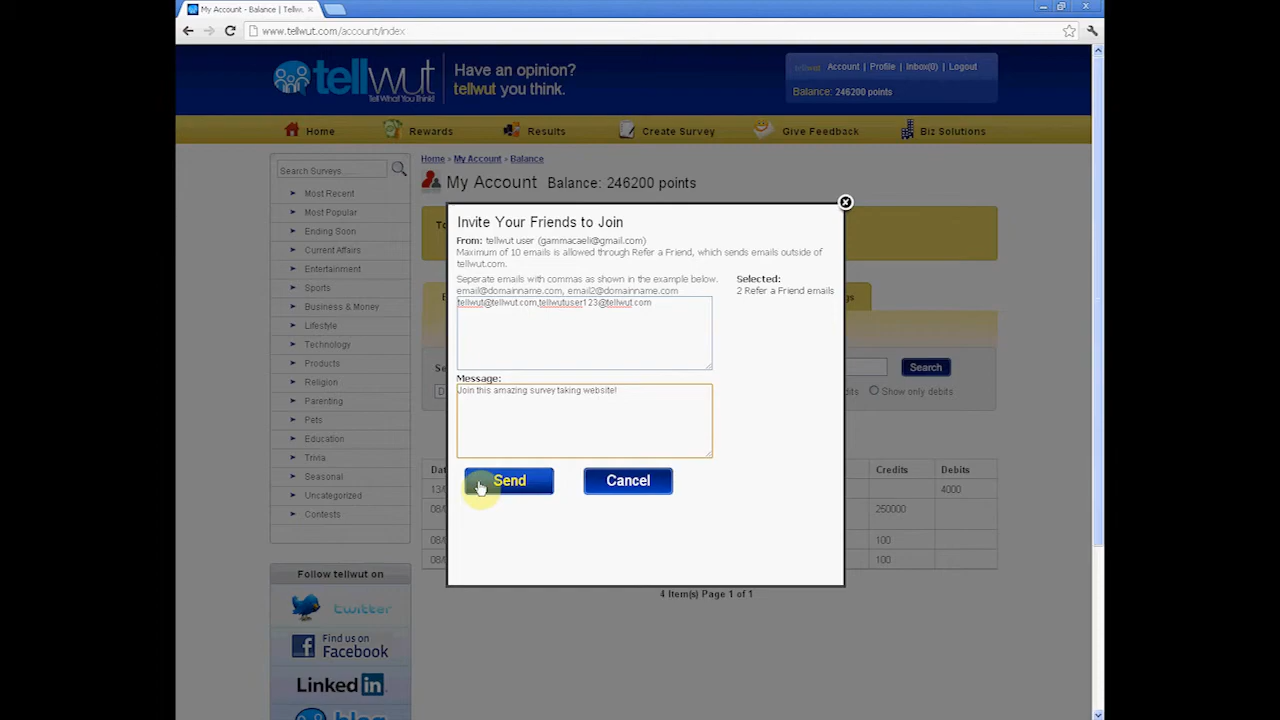 My Account - Balance | Tellw.
www.tellwut.com/account/index
tellwut
Tell What You Think!
Have an opinion?
tellwut you think.
tellwut Account | Profile | Inbox(0) | Logout
Balance: 246200 points
Home
Rewards
Results
Create Survey
Give Feedback
Biz Solutions
Search Surveys...
Most Recent
Most Popular
Ending Soon
Current Affairs
Entertainment
Sports
Business & Money
Lifestyle
Technology
Products
Religion
Parenting
Pets
Education
Trivia
Seasonal
Uncategorized
Contests
Follow tellwut on
twitter
Find us on
Facebook
LinkedIn
blog
Home > My Account > Balance
My Account Balance: 246200 points
Invite Your Friends to Join
From: tellwut user (gammacaeli@gmail.com)
Maximum of 10 emails is allowed through Refer a Friend, which sends emails outside of
tellwut.com.
Seperate emails with commas as shown in the example below.
email@domainname.com, email2@domainname.com
Selected:
2 Refer a Friend emails
tellwut@tellwut.com,tellwutuser123@tellwut.com
Message:
Join this amazing survey taking website!
Send
Cancel
Search
Show only debits
Credits Debits
4000
250000
100
100
4 Item(s) Page 1 of 1